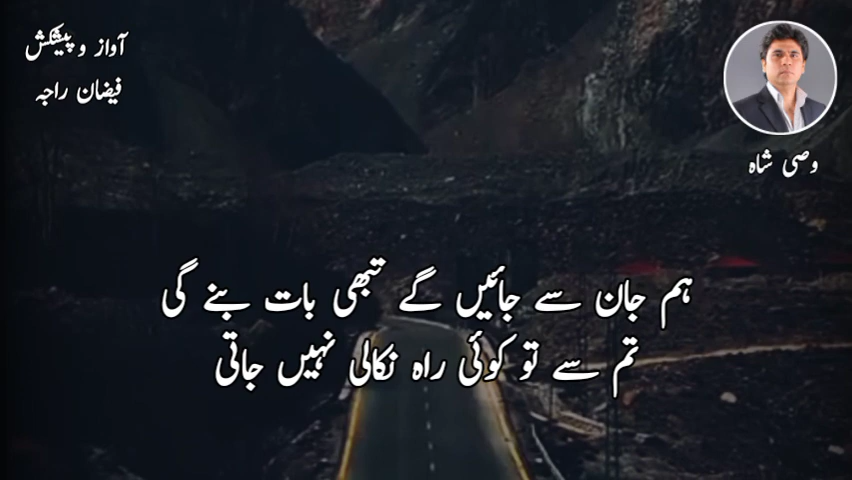 آواز و پیشکش
فیضان راجہ
وصی شاہ
ہم جان سے جائیں گے تبھی بات بنے گی
تم سے تو کوئی راہ نکالی نہیں جاتی